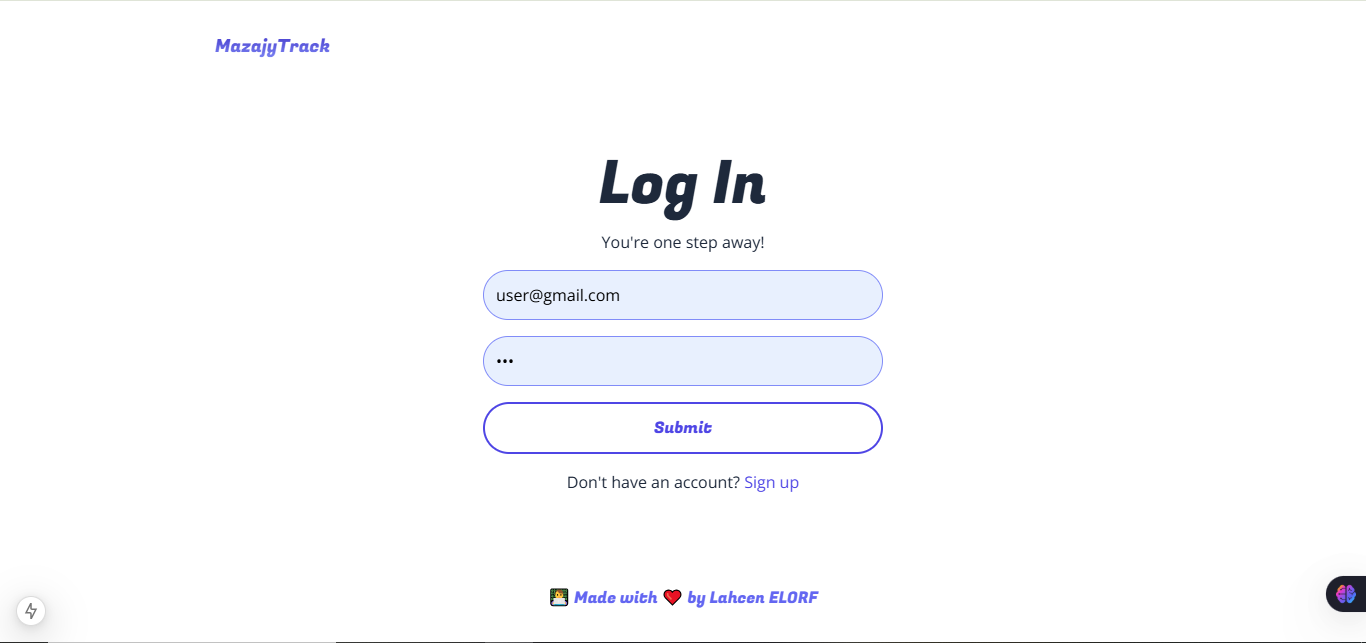 MazajyTrack
Log In
You're one step away!
user@gmail.com
•••
Submit
Don't have an account? Sign up
👨‍💻 Made with ❤️ by Lahcen ELORF